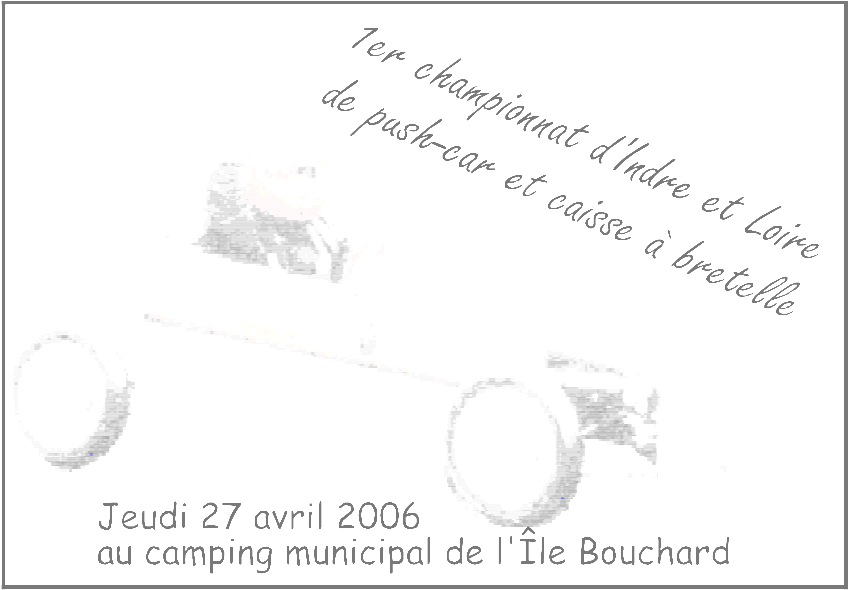 1er championnat d'Indre et Loire
de push-car et caisse à bretelle
Jeudi 27 avril 2006
au camping municipal de l'Île Bouchard